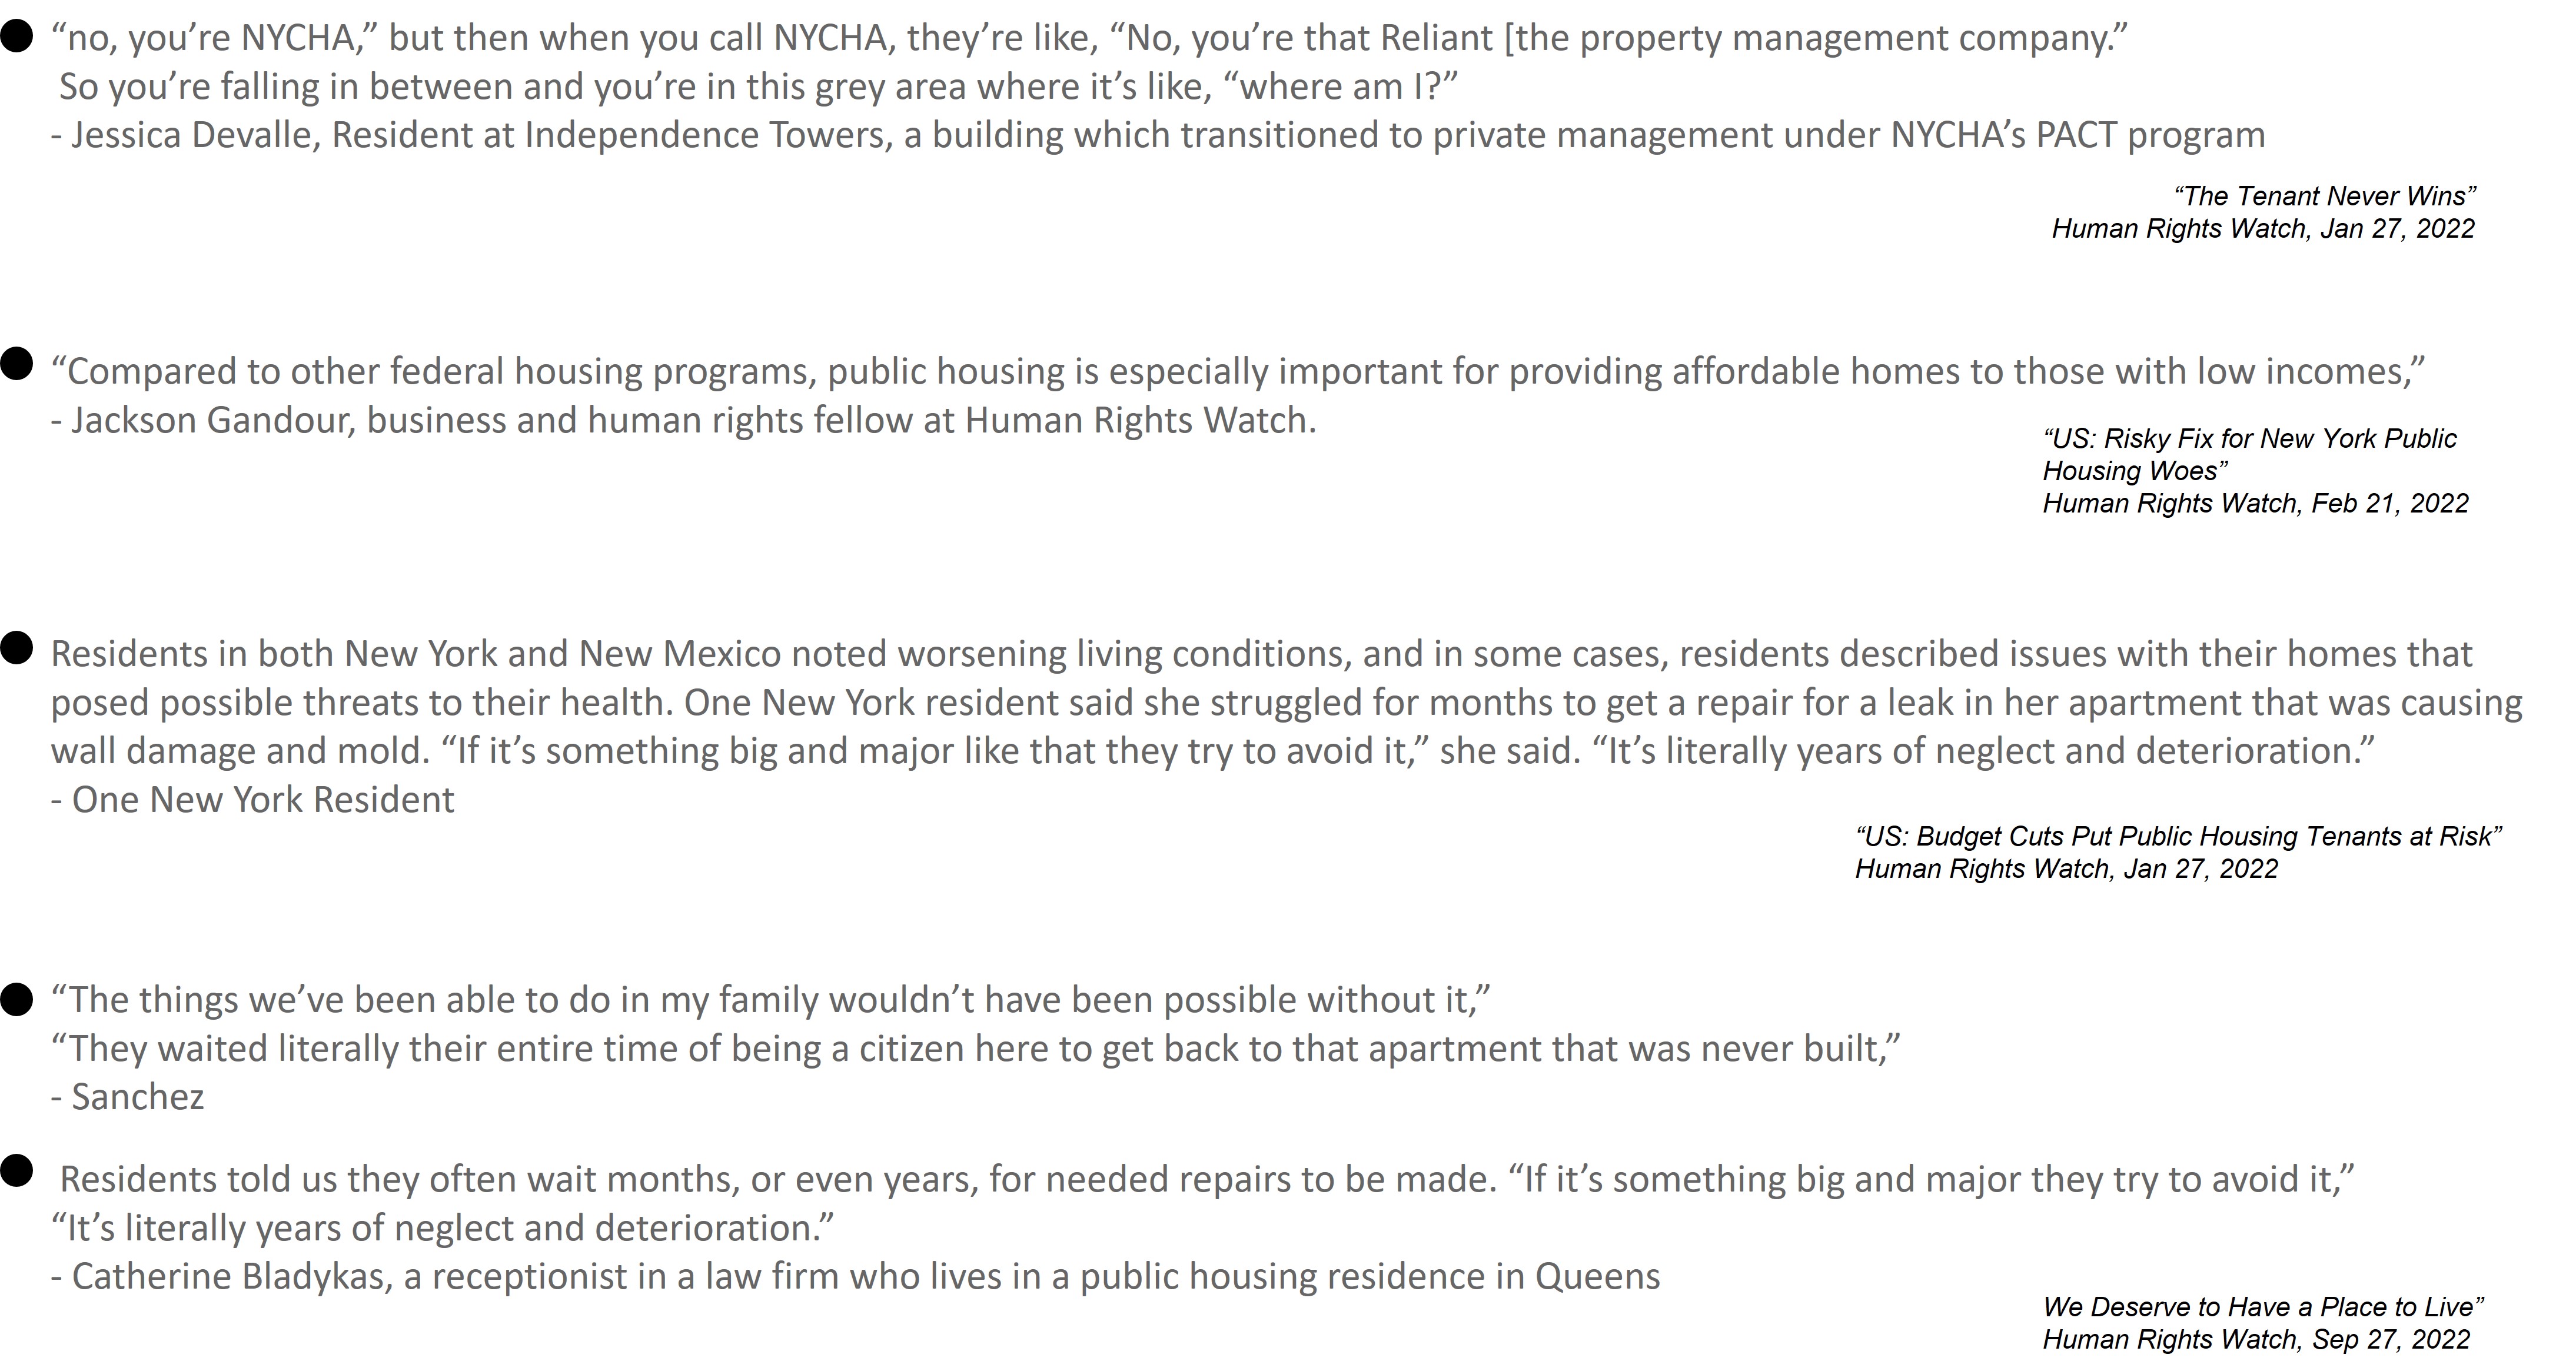 “no, you’re NYCHA,” but then when you call NYCHA, they’re like, “No, you’re that Reliant [the property management company.”
So you’re falling in between and you’re in this grey area where it’s like, “where am I?”
- Jessica Devalle, Resident at Independence Towers, a building which transitioned to private management under NYCHA’s PACT program
“The Tenant Never Wins”
Human Rights Watch, Jan 27, 2022
“Compared to other federal housing programs, public housing is especially important for providing affordable homes to those with low incomes,”
- Jackson Gandour, business and human rights fellow at Human Rights Watch.
“US: Risky Fix for New York Public
Housing Woes”
Human Rights Watch, Feb 21, 2022
Residents in both New York and New Mexico noted worsening living conditions, and in some cases, residents described issues with their homes that
posed possible threats to their health. One New York resident said she struggled for months to get a repair for a leak in her apartment that was causing
wall damage and mold. “If it’s something big and major like that they try to avoid it,” she said. “It’s literally years of neglect and deterioration.”
- One New York Resident
“US: Budget Cuts Put Public Housing Tenants at Risk”
Human Rights Watch, Jan 27, 2022
“The things we’ve been able to do in my family wouldn’t have been possible without it,”
“They waited literally their entire time of being a citizen here to get back to that apartment that was never built,”
- Sanchez
Residents told us they often wait months, or even years, for needed repairs to be made. “If it’s something big and major they try to avoid it,”
“It’s literally years of neglect and deterioration.”
- Catherine Bladykas, a receptionist in a law firm who lives in a public housing residence in Queens
We Deserve to Have a Place to Live”
Human Rights Watch, Sep 27, 2022